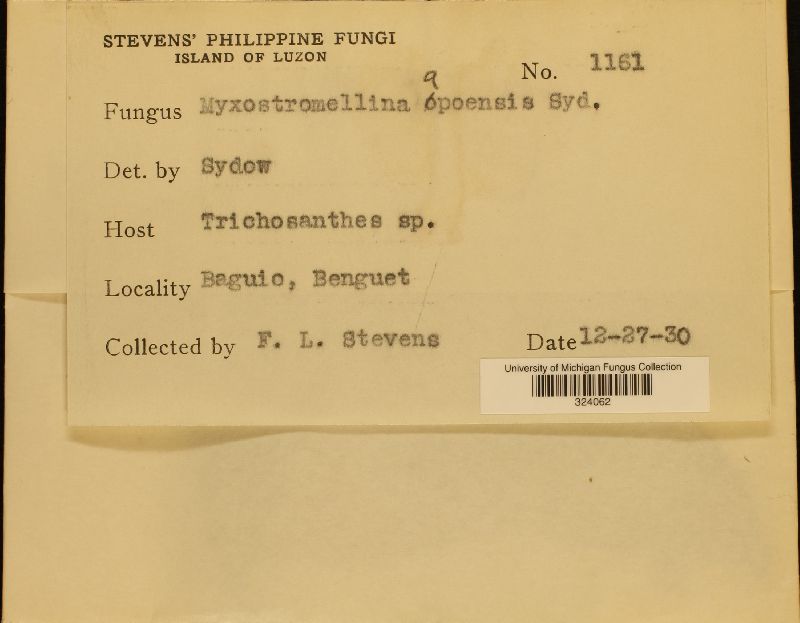 STEVENS' PHILIPPINE FUNGI
ISLAND OF LUZON
No. 1161
a
Fungus Myxostromellina opoensis Syd.
Det. by Sydow
Host Trichosanthes sp.
Locality Baguio, Benguet
Collected by F. L. Stevens Date 12-27-30
University of Michigan Fungus Collection
324062